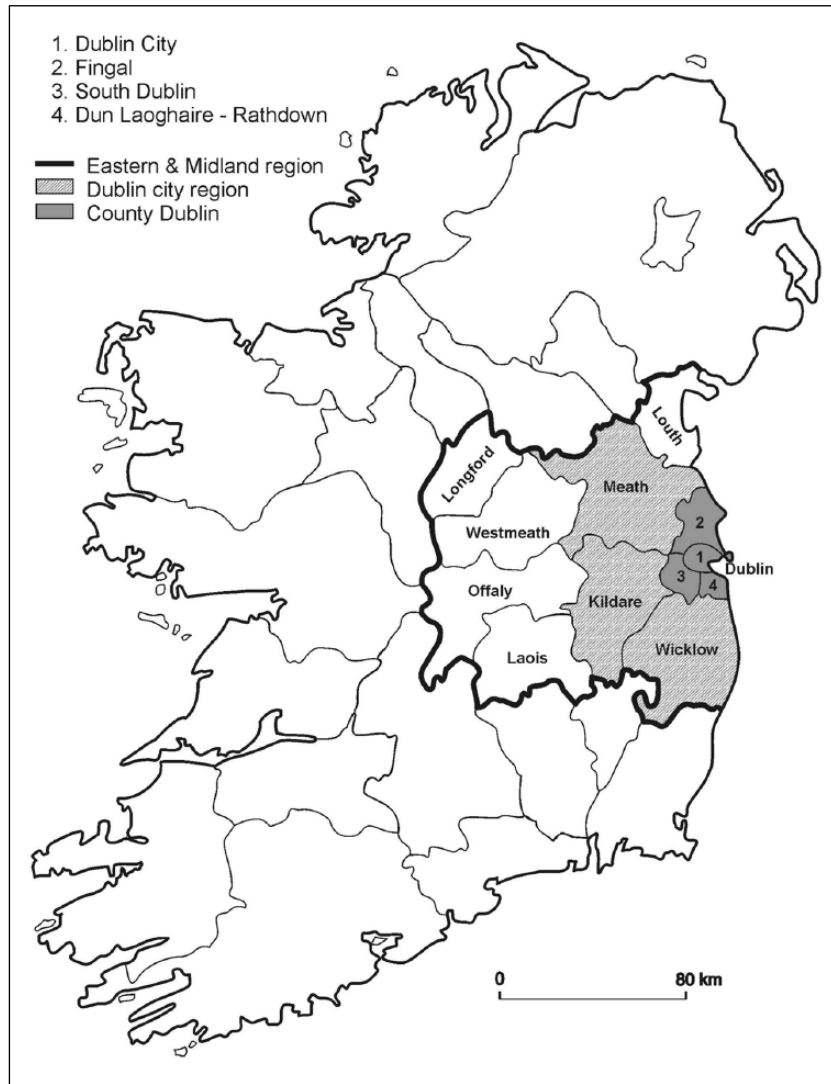 1. Dublin City
2. Fingal
3. South Dublin
4. Dun Laoghaire - Rathdown
Eastern & Midland region
Dublin city region
County Dublin
Louth
Longford
Meath
2
Westmeath
1
Dublin
3
4
Offaly
Kildare
Laois
Wicklow
0
80 km